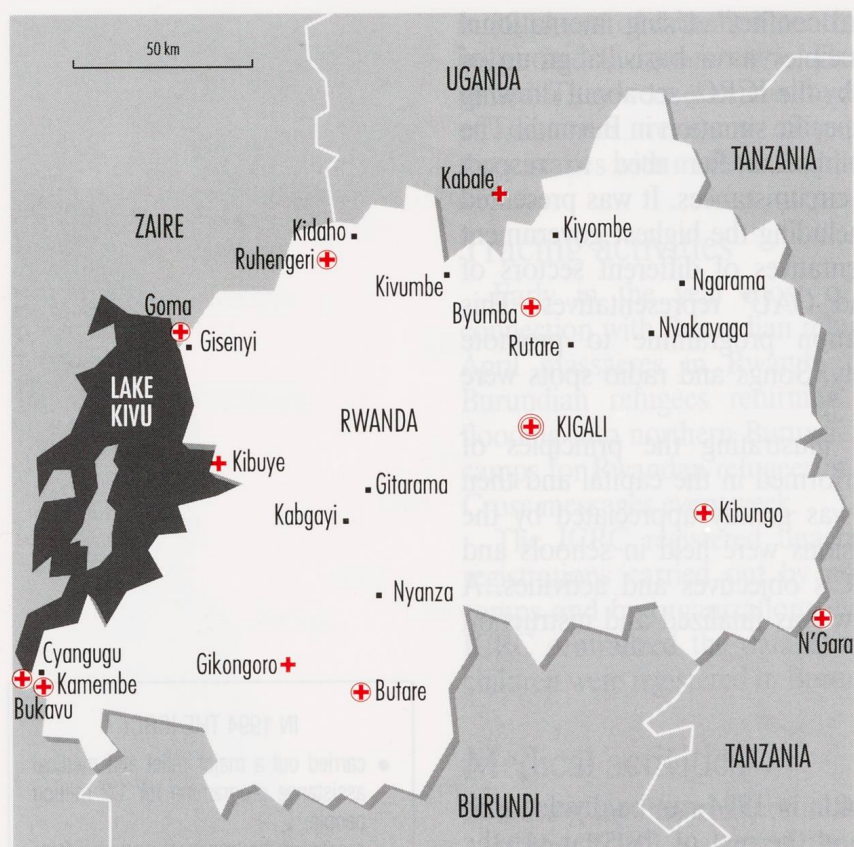 50 km
UGANDA
TANZANIA
Kabale
ZAIRE
Kidaho
Kiyombe
Ruhengeri
Kivumbe
Ngarama
Goma
Byumba
Gisenyi
Nyakayaga
Rutare
LAKE
KIVU
RWANDA
KIGALI
Kibuye
Gitarama
Kabgayi
Kibungo
Nyanza
N'Gara
Cyangugu
Gikongoro
Kamembe
Butare
Bukavu
TANZANIA
BURUNDI